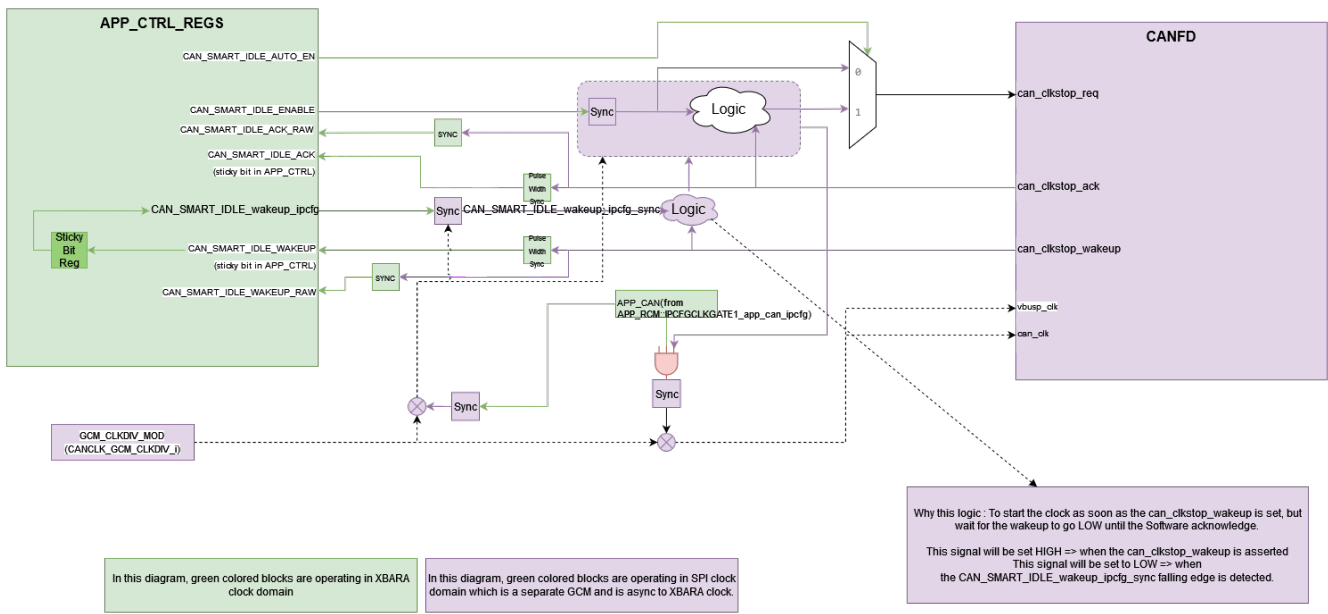 APP_CTRL_REGS
CANFD
CAN_SMART_IDLE_AUTO_EN
0
can_clkstop_req
CAN_SMART_IDLE_ENABLE
Sync
Logic
1
CAN_SMART_IDLE_ACK_RAW
SYNC
CAN_SMART_IDLE_ACK
(sticky bit in APP_CTRL)
Pulse
Width
Sync
can_clkstop_ack
CAN_SMART_IDLE_wakeup_ipcfg
Sync
CAN_SMART_IDLE_wakeup_ipcfg_sync
Logic
Sticky
Bit
Reg
CAN_SMART_IDLE_WAKEUP
(sticky bit in APP_CTRL)
Pulse
Width
Sync
can_clkstop_wakeup
CAN_SMART_IDLE_WAKEUP_RAW
SYNC
APP_CAN(from
APP_RCM::IPCFGCLKGATE1_app_can_ipcfg)
vbusp_clk
can_clk
Sync
Sync
GCM_CLKDIV_MOD
(CANCLK_GCM_CLKDIV_i)
Why this logic : To start the clock as soon as the can_clkstop_wakeup is set, but
wait for the wakeup to go LOW until the Software acknowledge.
This signal will be set HIGH => when the can_clkstop_wakeup is asserted
This signal will be set to LOW => when
the CAN_SMART_IDLE_wakeup_ipcfg_sync falling edge is detected.
In this diagram, green colored blocks are operating in XBARA
clock domain
In this diagram, green colored blocks are operating in SPI clock
domain which is a separate GCM and is async to XBARA clock.